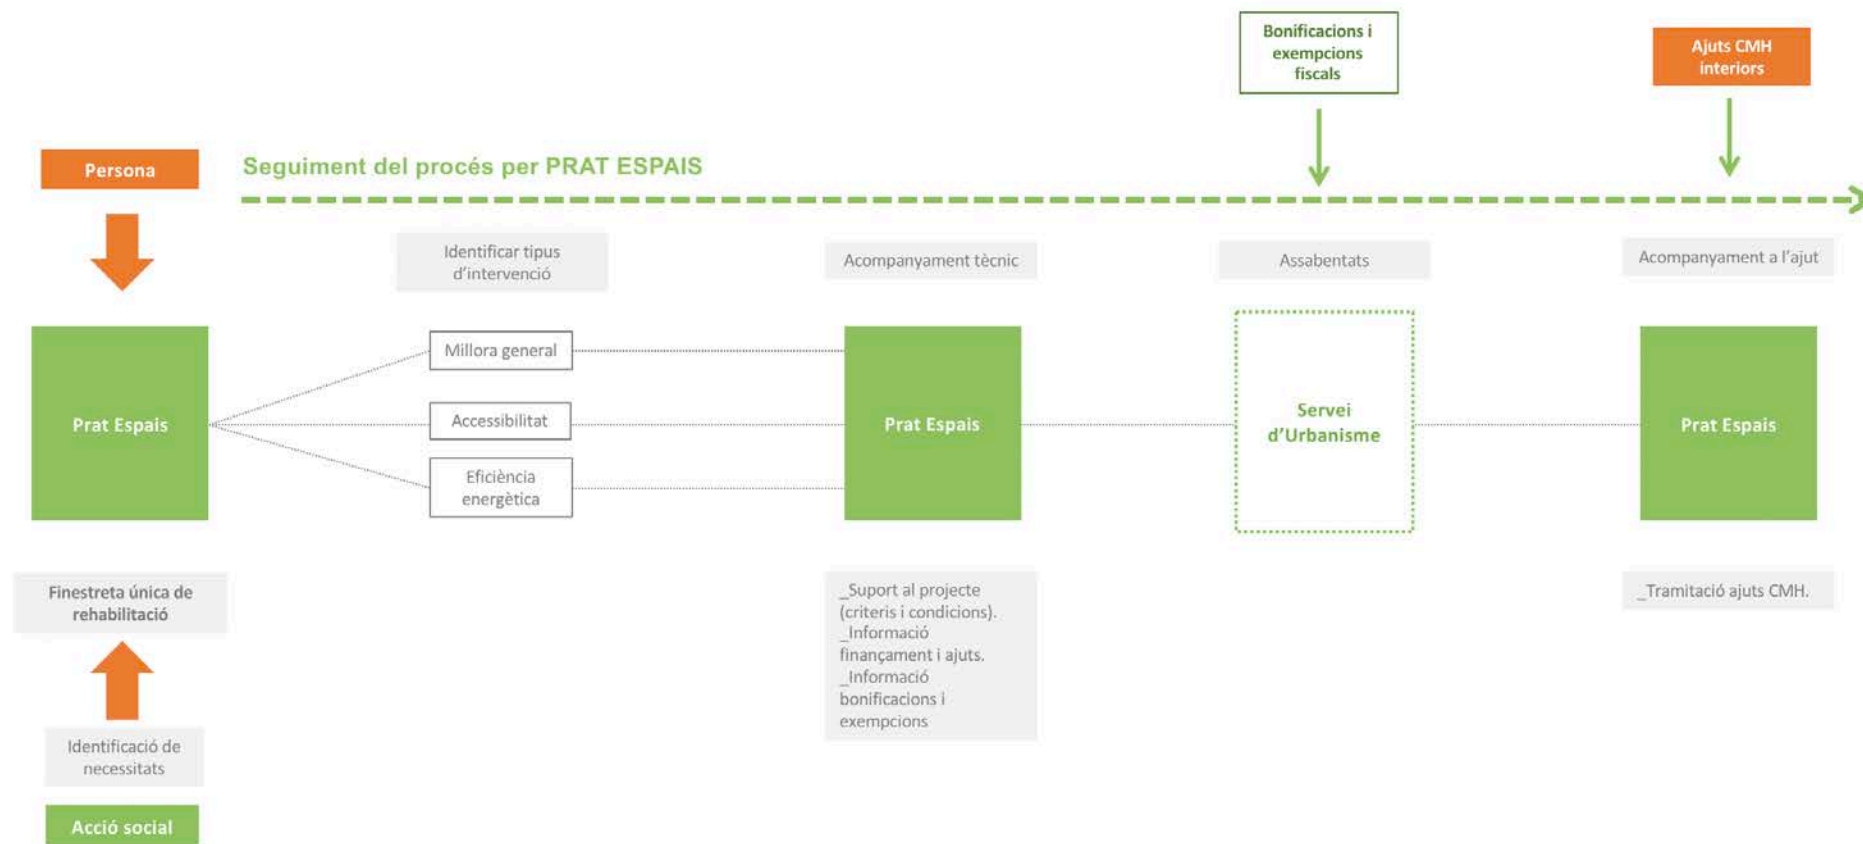 Bonificacions i
exempcions
fiscals
Ajuts CMH
interiors
Persona
Seguiment del procés per PRAT ESPAIS
Identificar tipus
d'intervenció
Acompanyament tècnic
Assabentats
Acompanyament a l'ajut
Prat Espais
Millora general
Accessibilitat
Eficiència
energètica
Prat Espais
Servei
d'Urbanisme
Prat Espais
Finestreta única de
rehabilitació
_Suport al projecte
(criteris i condicions).
_Informació
finançament i ajuts.
_Informació
bonificacions i
exempcions
_Tramitació ajuts CMH.
Identificació de
necessitats
Acció social